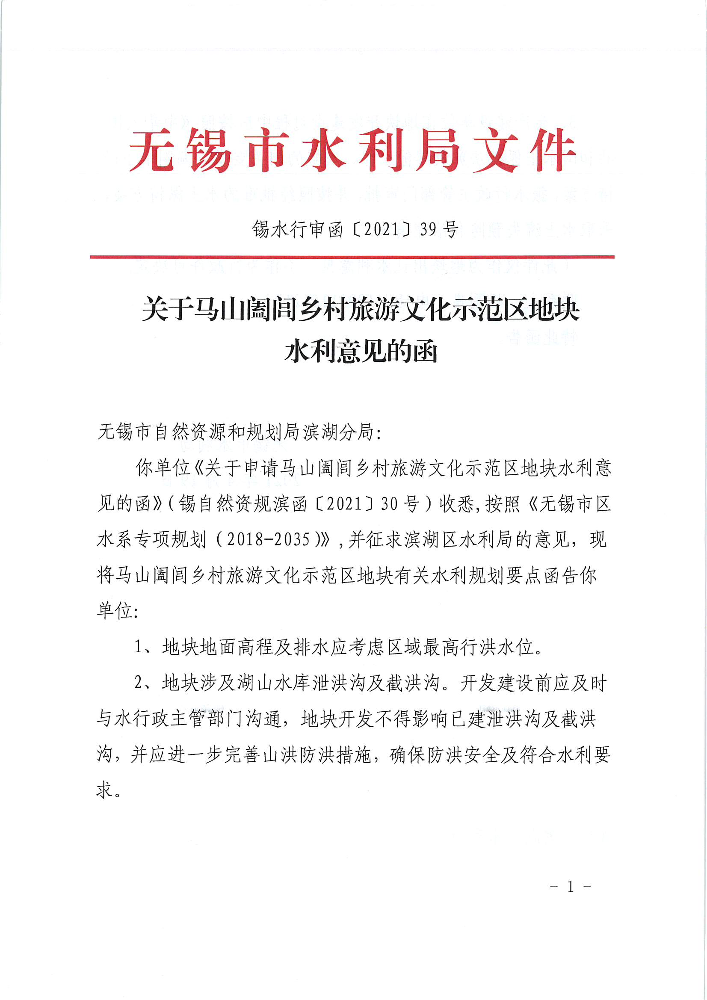 无锡市水利局文件
锡水行审函〔2021〕39号
关于马山阖闾乡村旅游文化示范区地块
水利意见的函
无锡市自然资源和规划局滨湖分局：
你单位《关于申请马山阖闾乡村旅游文化示范区地块水利意
见的函》（锡自然资规滨函〔2021〕30号）收悉,按照《无锡市区
水系专项规划（2018-2035）》,并征求滨湖区水利局的意见，现
将马山阖闾乡村旅游文化示范区地块有关水利规划要点函告你
单位：
1、地块地面高程及排水应考虑区域最高行洪水位。
2、地块涉及湖山水库泄洪沟及截洪沟。开发建设前应及时
与水行政主管部门沟通，地块开发不得影响已建泄洪沟及截洪
沟，并应进一步完善山洪防洪措施，确保防洪安全及符合水利要
求。
- 1 -